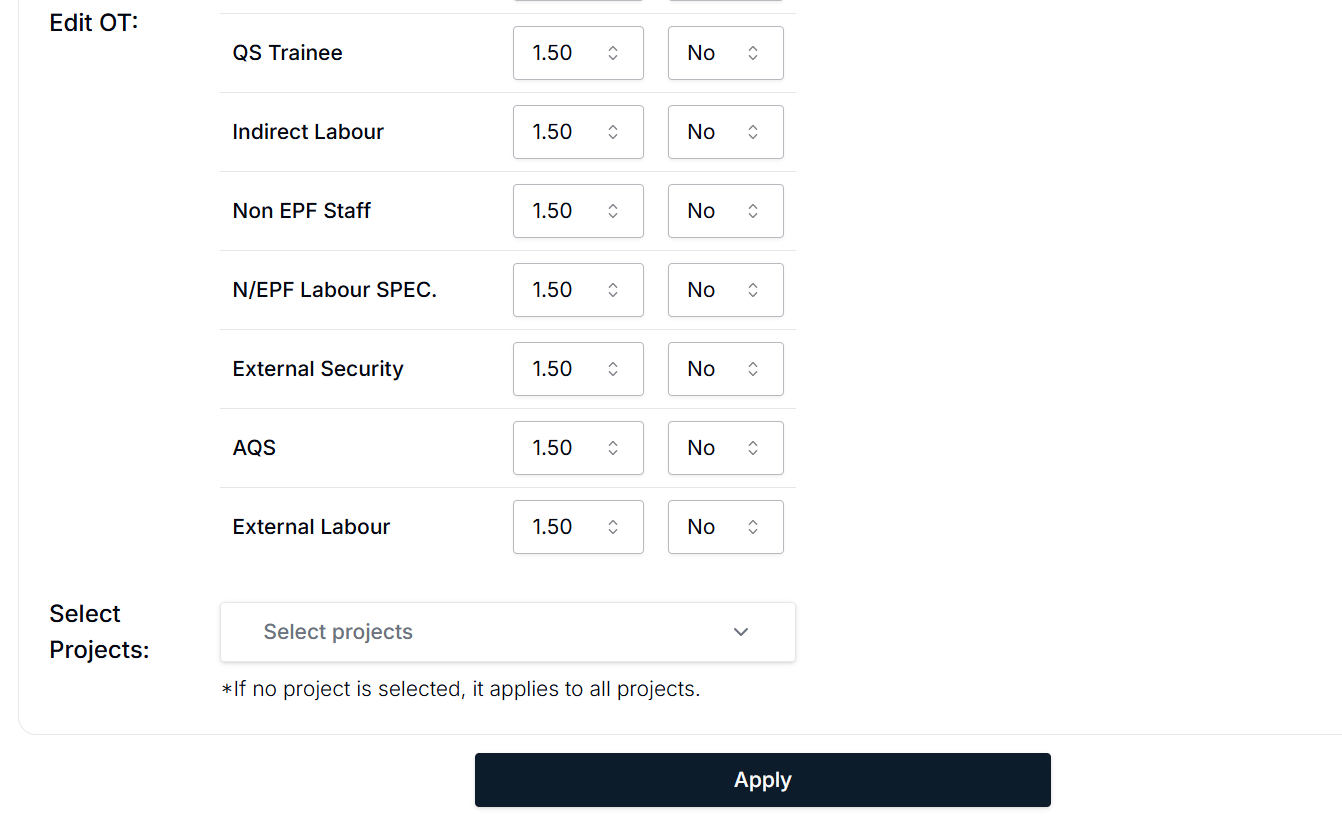 Edit OT:
QS Trainee 1.50 No
Indirect Labour 1.50 No
Non EPF Staff 1.50 No
N/EPF Labour SPEC. 1.50 No
External Security 1.50 No
AQS 1.50 No
External Labour 1.50 No
Select
Projects:
Select projects
*If no project is selected, it applies to all projects.
Apply